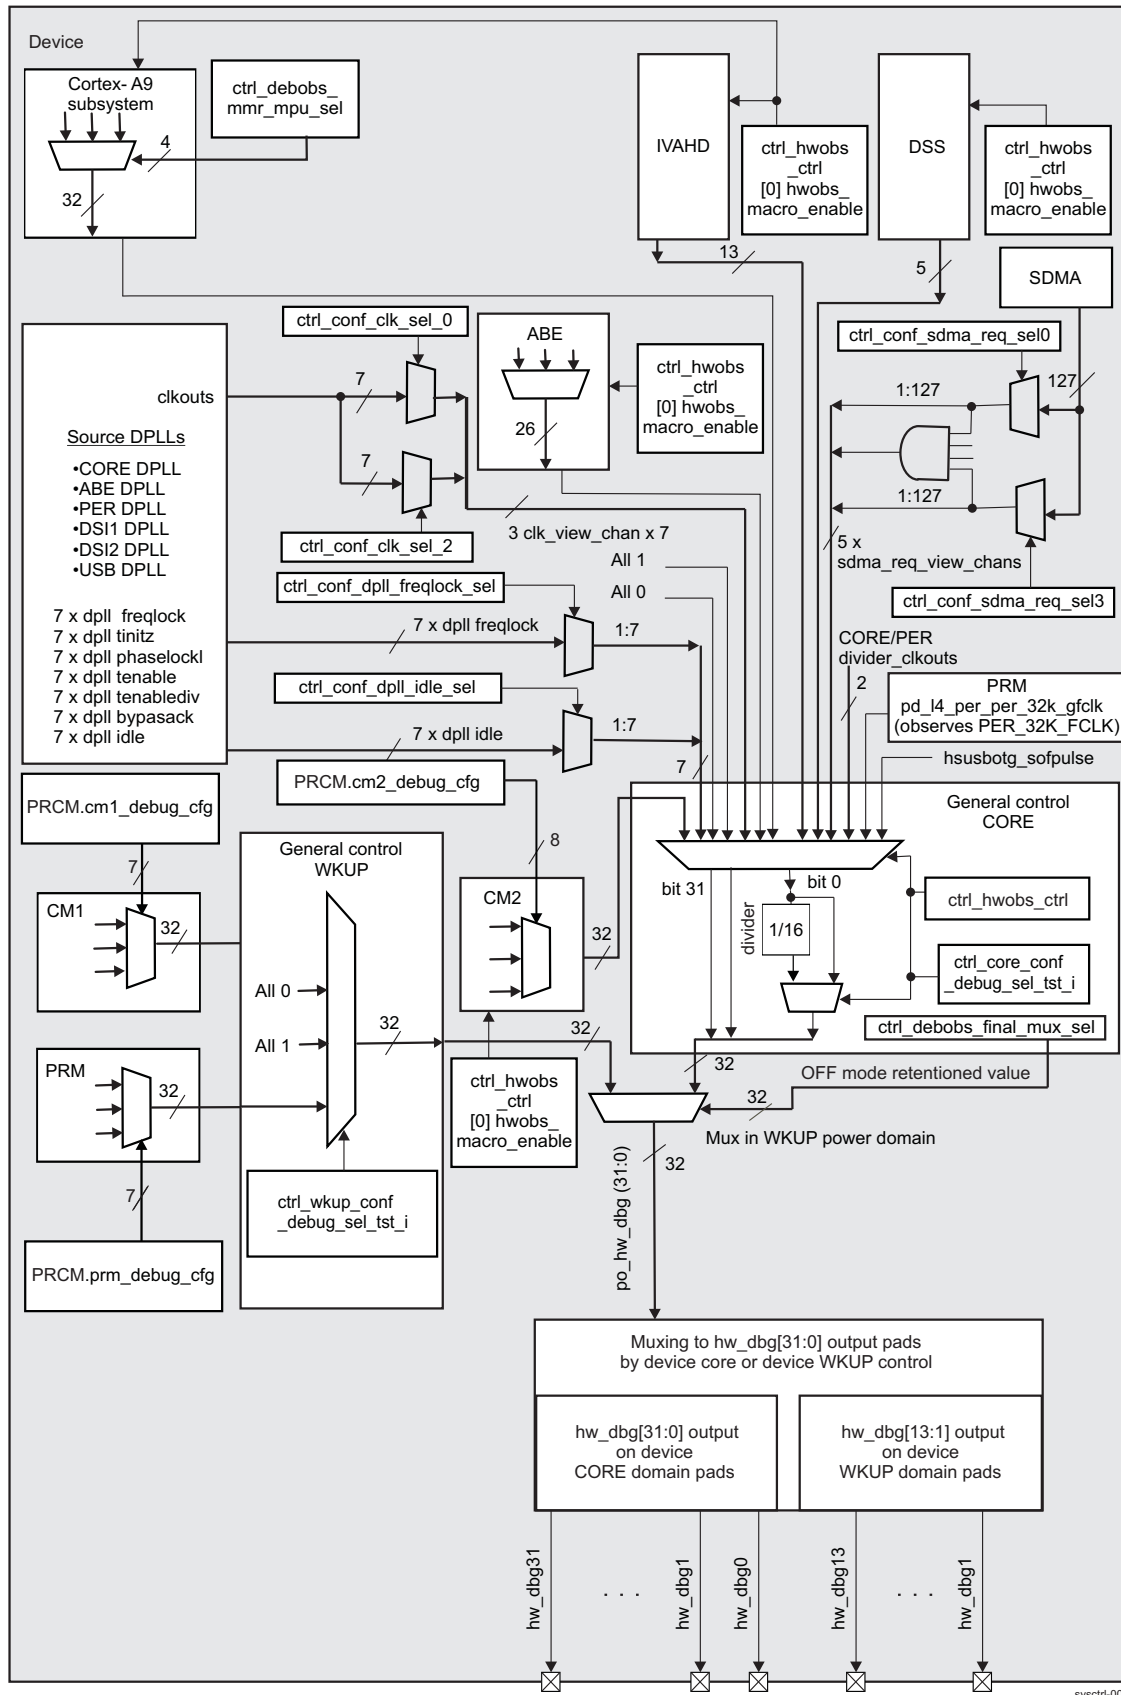 Device
Cortex- A9
subsystem
4
32
ctrl_debobs_
mmr_mpu_sel
IVAHD
13
ctrl_hwobs
_ctrl
[0] hwobs_
macro_enable
DSS
5
ctrl_hwobs
_ctrl
[0] hwobs_
macro_enable
SDMA
ctrl_conf_sdma_req_sel0
1:127
127
1:127
5 x
sdma_req_view_chans
ctrl_conf_sdma_req_sel3
clkouts
Source DPLLs
•CORE DPLL
•ABE DPLL
•PER DPLL
•DSI1 DPLL
•DSI2 DPLL
•USB DPLL
7 x dpll  freqlock
7 x dpll tinitz
7 x dpll phaselockl
7 x dpll tenable
7 x dpll tenablediv
7 x dpll bypasack
7 x dpll idle
ctrl_conf_clk_sel_0
7
7
ctrl_conf_clk_sel_2
ABE
26
ctrl_hwobs
_ctrl
[0] hwobs_
macro_enable
3 clk_view_chan x 7
All 1
All 0
ctrl_conf_dpll_freqlock_sel
7 x dpll freqlock
1:7
ctrl_conf_dpll_idle_sel
7 x dpll idle
1:7
7
CORE/PER
divider_clkouts
2
PRM
pd_l4_per_per_32k_gfclk
(observes PER_32K_FCLK)
hsusbotg_sofpulse
PRCM.cm1_debug_cfg
7
CM1
32
PRM
32
7
PRCM.prm_debug_cfg
General control
WKUP
All 0
All 1
32
ctrl_wkup_conf
_debug_sel_tst_i
PRCM.cm2_debug_cfg
8
CM2
32
32
ctrl_hwobs
_ctrl
[0] hwobs_
macro_enable
General control
CORE
bit 31
bit 0
divider
1/16
ctrl_hwobs_ctrl
ctrl_core_conf
_debug_sel_tst_i
ctrl_debobs_final_mux_sel
32
OFF mode retentioned value
32
Mux in WKUP power domain
32
po_hw_dbg (31:0)
Muxing to hw_dbg[31:0] output pads
by device core or device WKUP control
hw_dbg[31:0] output
on device
CORE domain pads
hw_dbg[13:1] output
on device
WKUP domain pads
hw_dbg31
. . .
hw_dbg1
hw_dbg0
hw_dbg13
. . .
hw_dbg1